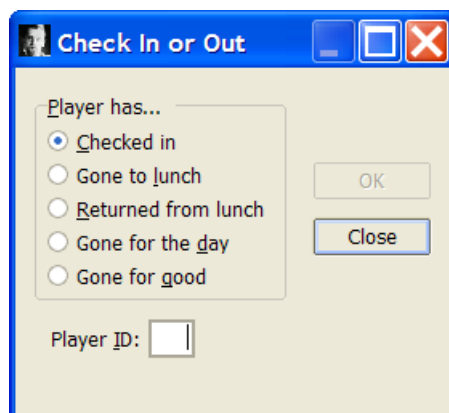 Check In or Out
Player has...
Checked in
Gone to lunch
Returned from lunch
Gone for the day
Gone for good
OK
Close
Player ID: